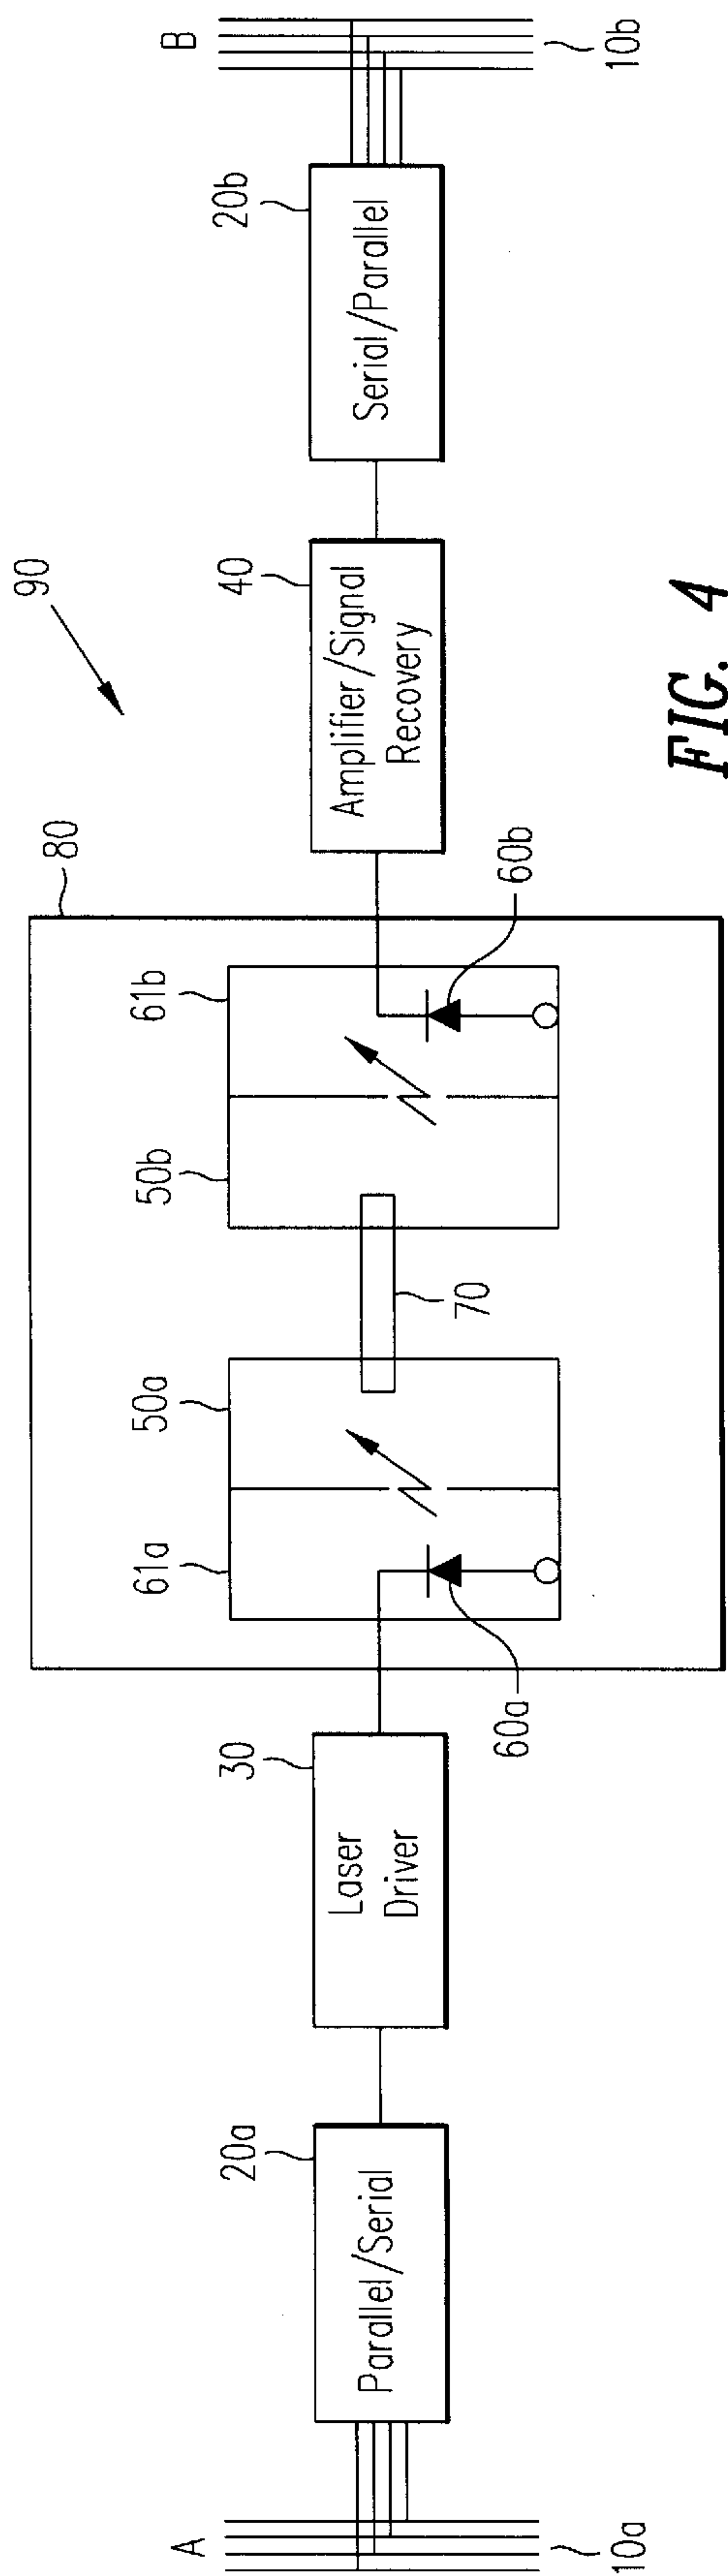 A
10a
20a
Parallel/Serial
30
Laser
Driver
80
61a
50a
60a
70
50b
61b
60b
90
40
Amplifier/Signal
Recovery
20b
Serial/Parallel
B
10b
FIG. 4